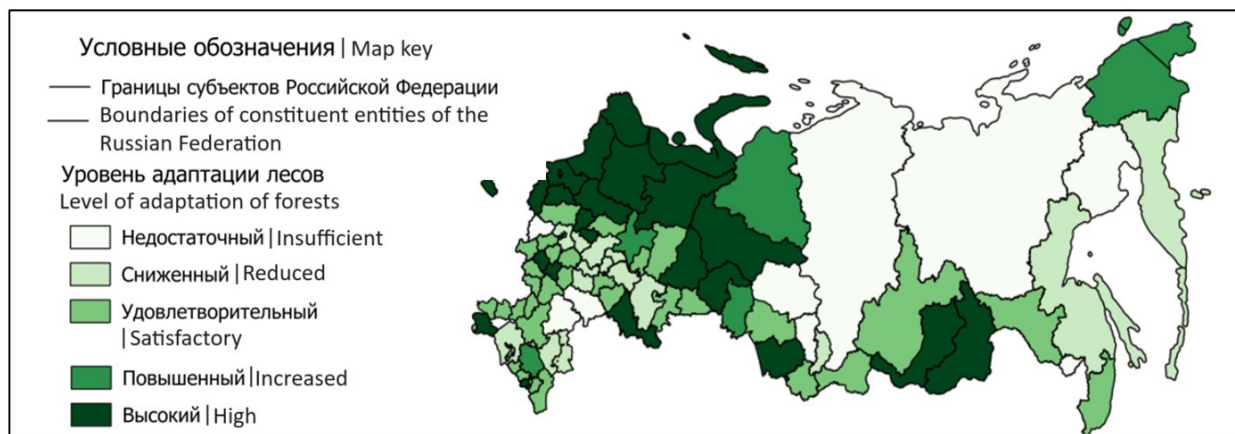 Условные обозначения | Map key
Границы субъектов Российской Федерации
Boundaries of constituent entities of the
Russian Federation
Уровень адаптации лесов
Level of adaptation of forests
Недостаточный | Insufficient
Сниженный | Reduced
Удовлетворительный
| Satisfactory
Повышенный | Increased
Высокий | High